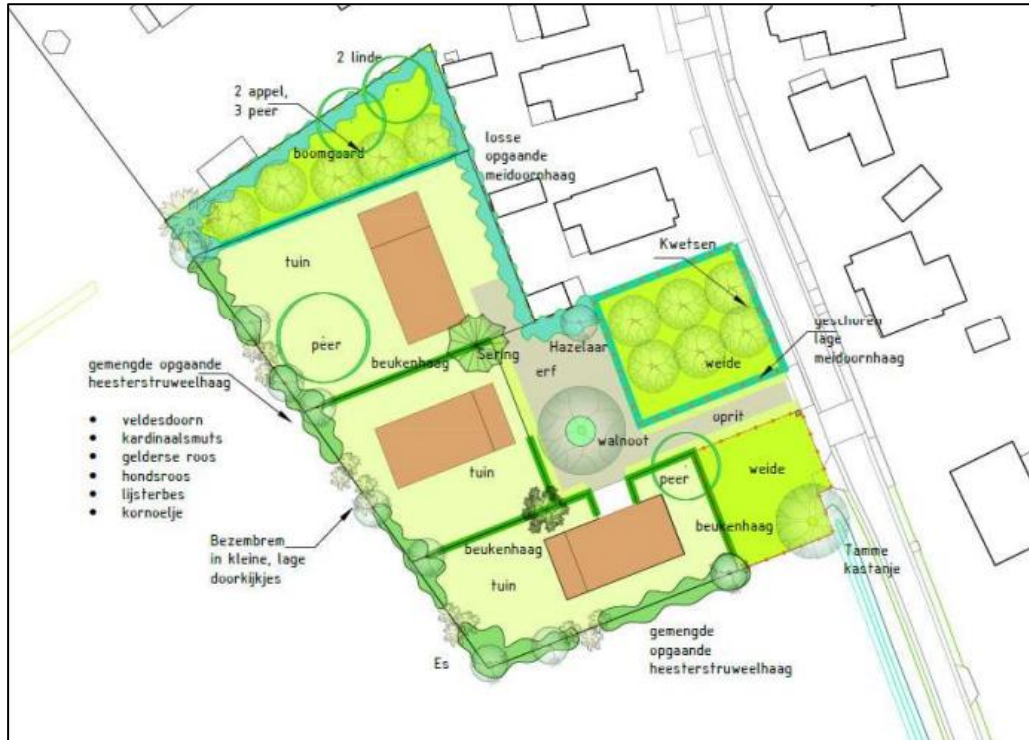 2 linde
2 appel,
3 peer
boomgaard
losse
opgaande
meidoornhaag
tuin
Kwetsen
peer
beukenhaag
Sering
Hazelaar
erf
weide
geschoren
lage
meidoornhaag
gemengde opgaande
heesterstruweelhaag
• veldesdoorn
• kardinaalsmuts
• gelderse roos
• hondsroos
• lijsterbes
• kornoelje
oprit
walnoot
tuin
peer
weide
Bezembrem
in kleine, lage
doorkijkjes
beukenhaag
beukenhaag
tuin
Tamme
kastanje
Es
gemengde
opgaande
heesterstruweelhaag